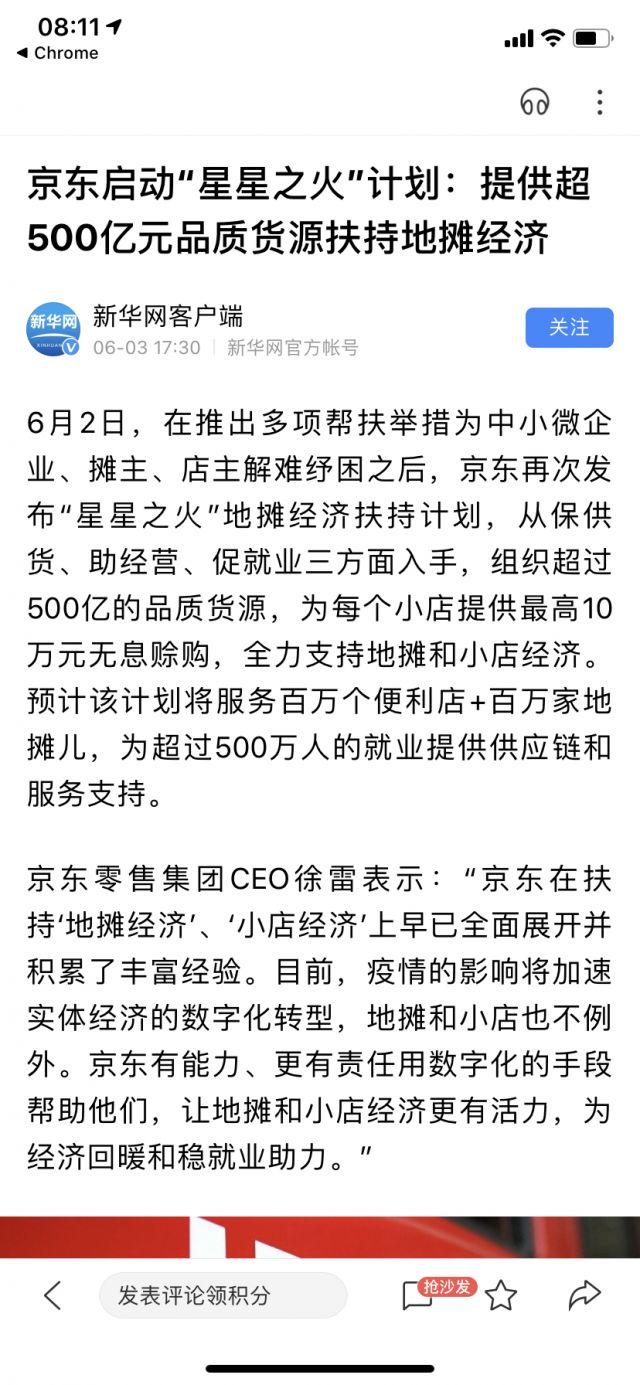 08:11
Chrome
京东启动“星星之火”计划：提供超
500亿元品质货源扶持地摊经济
新华网
XINHUANET
V
新华网客户端
06-03 17:30 新华网官方帐号
关注
6月2日，在推出多项帮扶举措为中小微企
业、摊主、店主解难纾困之后，京东再次发
布“星星之火”地摊经济扶持计划，从保供
货、助经营、促就业三方面入手，组织超过
500亿的品质货源，为每个小店提供最高10
万元无息赊购，全力支持地摊和小店经济。
预计该计划将服务百万个便利店+百万家地
摊儿，为超过500万人的就业提供供应链和
服务支持。
京东零售集团CEO徐雷表示：“京东在扶
持‘地摊经济’、‘小店经济’上早已全面展开并
积累了丰富经验。目前，疫情的影响将加速
实体经济的数字化转型，地摊和小店也不例
外。京东有能力、更有责任用数字化的手段
帮助他们，让地摊和小店经济更有活力，为
经济回暖和稳就业助力。”
发表评论领积分
抢沙发